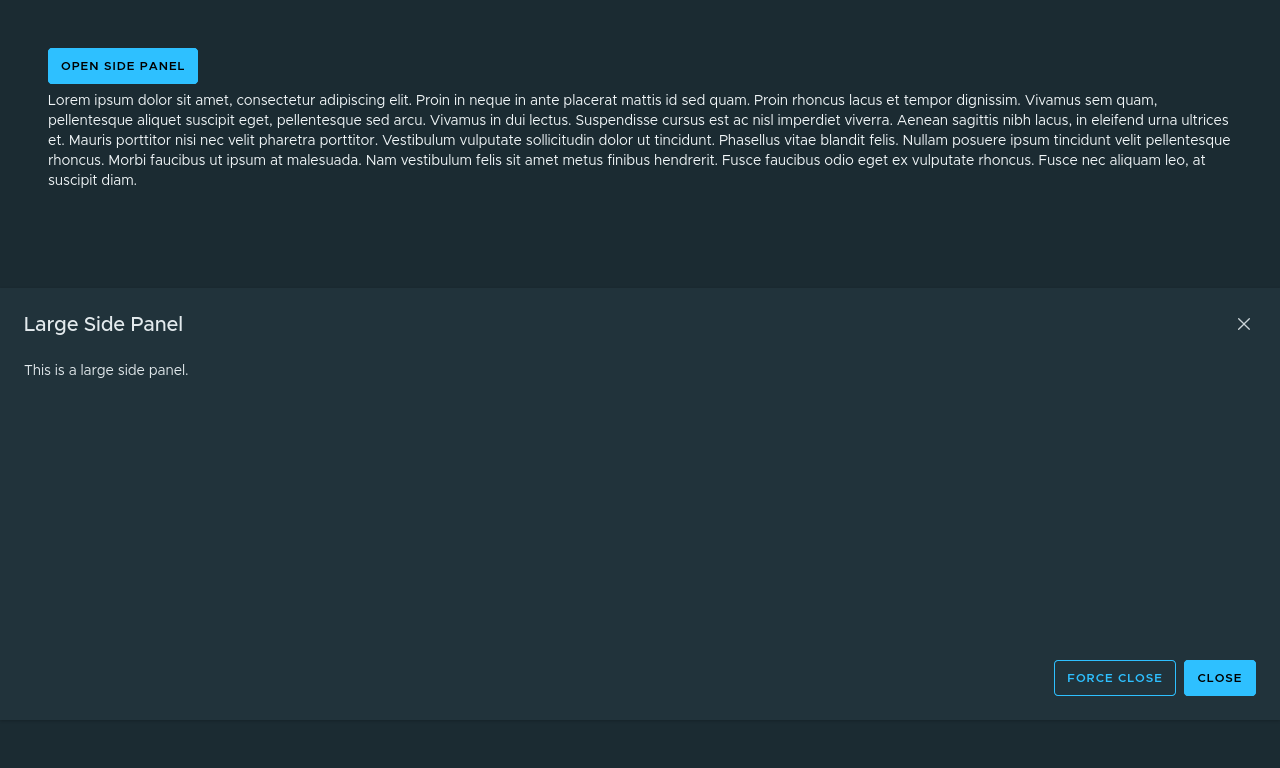 OPEN SIDE PANEL
Lorem ipsum dolor sit amet, consectetur adipiscing elit. Proin in neque in ante placerat mattis id sed quam. Proin rhoncus lacus et tempor dignissim. Vivamus sem quam,
pellentesque aliquet suscipit eget, pellentesque sed arcu. Vivamus in dui lectus. Suspendisse cursus est ac nisl imperdiet viverra. Aenean sagittis nibh lacus, in eleifend urna ultrices
et. Mauris porttitor nisi nec velit pharetra porttitor. Vestibulum vulputate sollicitudin dolor ut tincidunt. Phasellus vitae blandit felis. Nullam posuere ipsum tincidunt velit pellentesque
rhoncus. Morbi faucibus ut ipsum at malesuada. Nam vestibulum felis sit amet metus finibus hendrerit. Fusce faucibus odio eget ex vulputate rhoncus. Fusce nec aliquam leo, at
suscipit diam.
Large Side Panel
This is a large side panel.
FORCE CLOSE
CLOSE